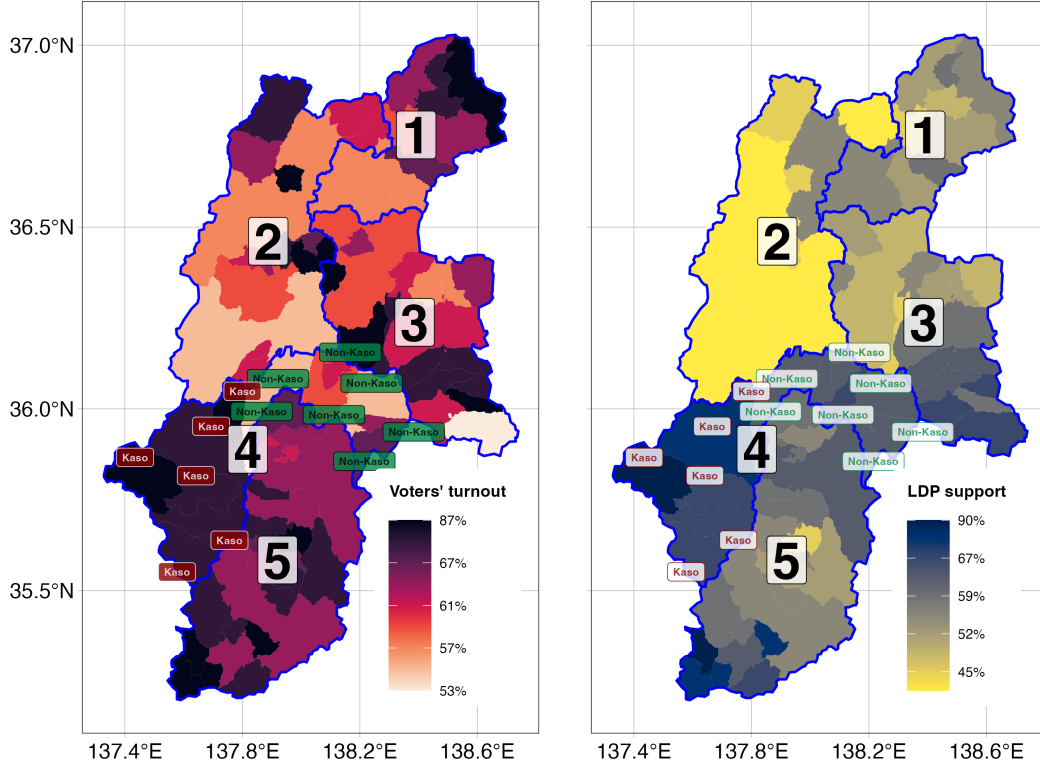 37.0°N
36.5°N
36.0°N
35.5°N
1
2
3
4
5
Non-Kaso
Non-Kaso
Non-Kaso
Kaso
Non-Kaso
Non-Kaso
Kaso
Non-Kaso
Kaso
Non-Kaso
Kaso
Kaso
Kaso
Voters' turnout
87%
67%
61%
57%
53%
137.4°E 137.8°E 138.2°E 138.6°E
1
2
3
4
5
Non-Kaso
Non-Kaso
Non-Kaso
Kaso
Non-Kaso
Non-Kaso
Kaso
Non-Kaso
Kaso
Non-Kaso
Kaso
Kaso
Kaso
LDP support
90%
67%
59%
52%
45%
137.4°E 137.8°E 138.2°E 138.6°E